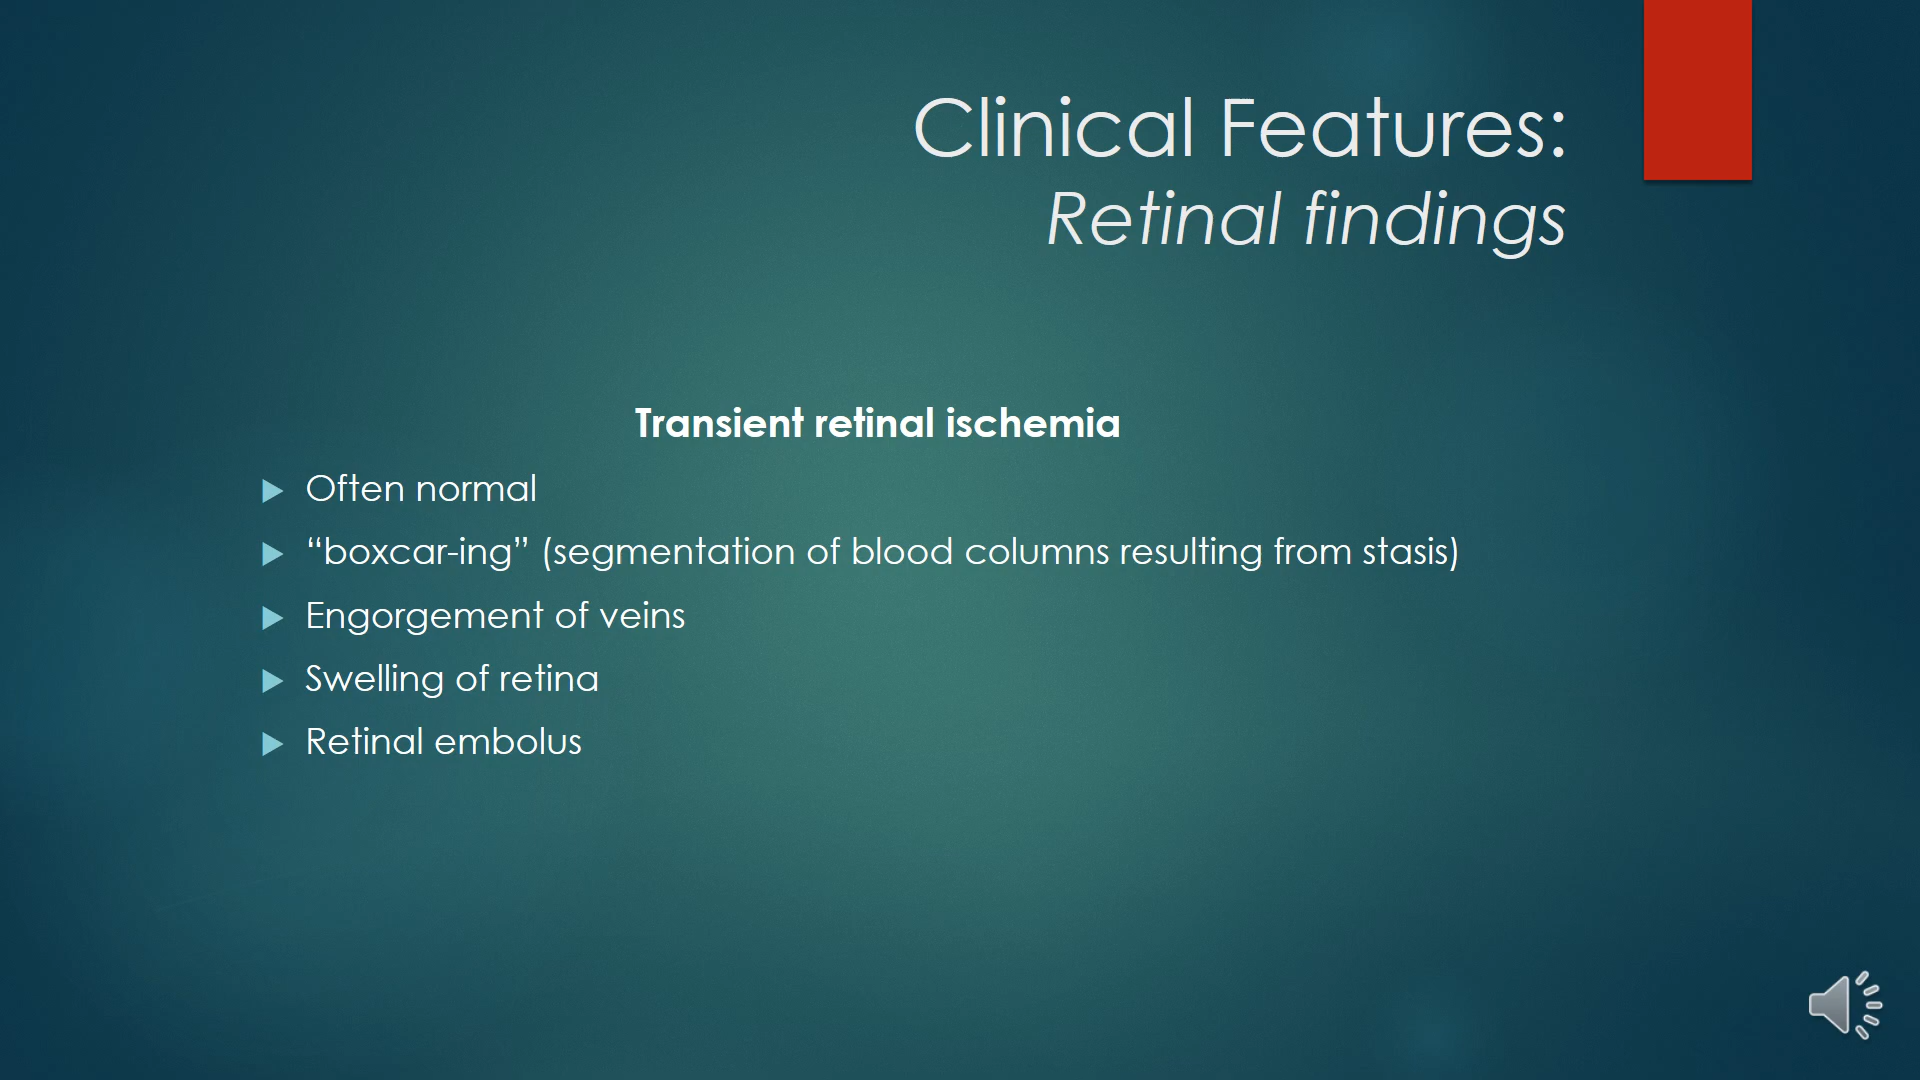 Clinical Features:
Retinal findings
Transient retinal ischemia
Often normal
“boxcar-ing” (segmentation of blood columns resulting from stasis)
Engorgement of veins
Swelling of retina
Retinal embolus